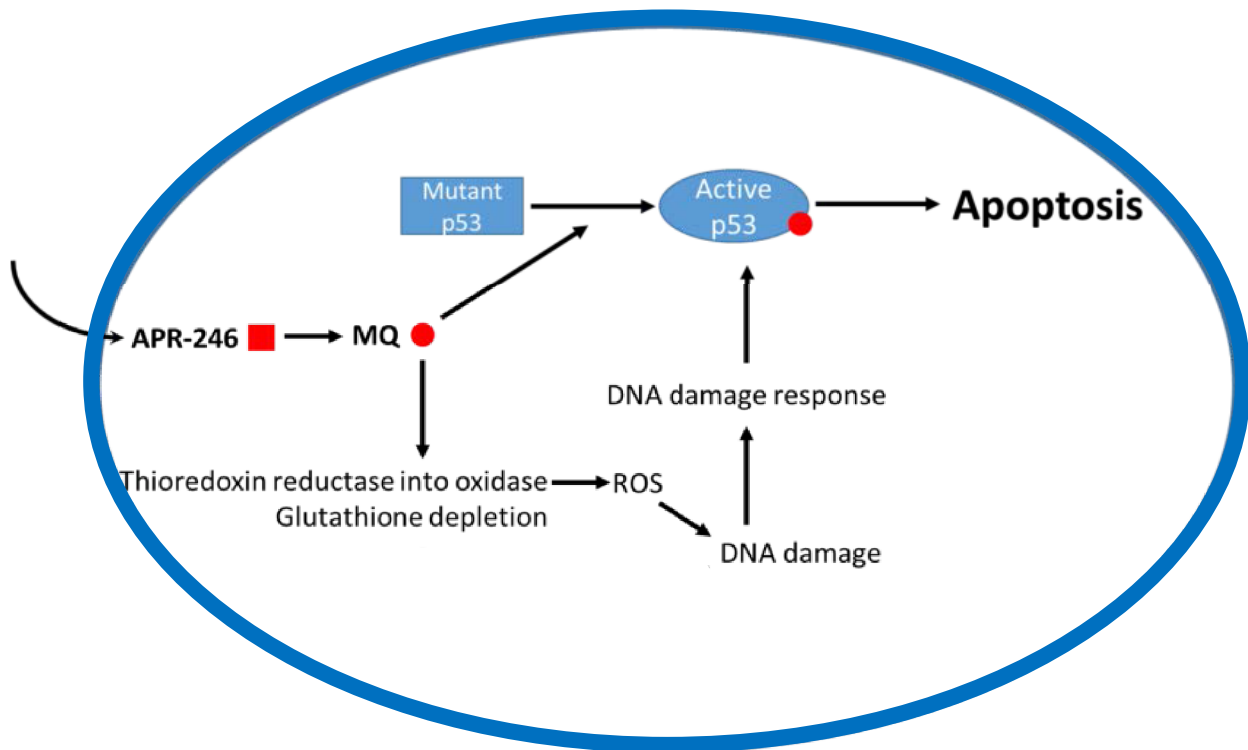 Mutant
p53
Active
p53
Apoptosis
APR-246
MQ
DNA damage response
Thioredoxin reductase into oxidase
Glutathione depletion
ROS
DNA damage